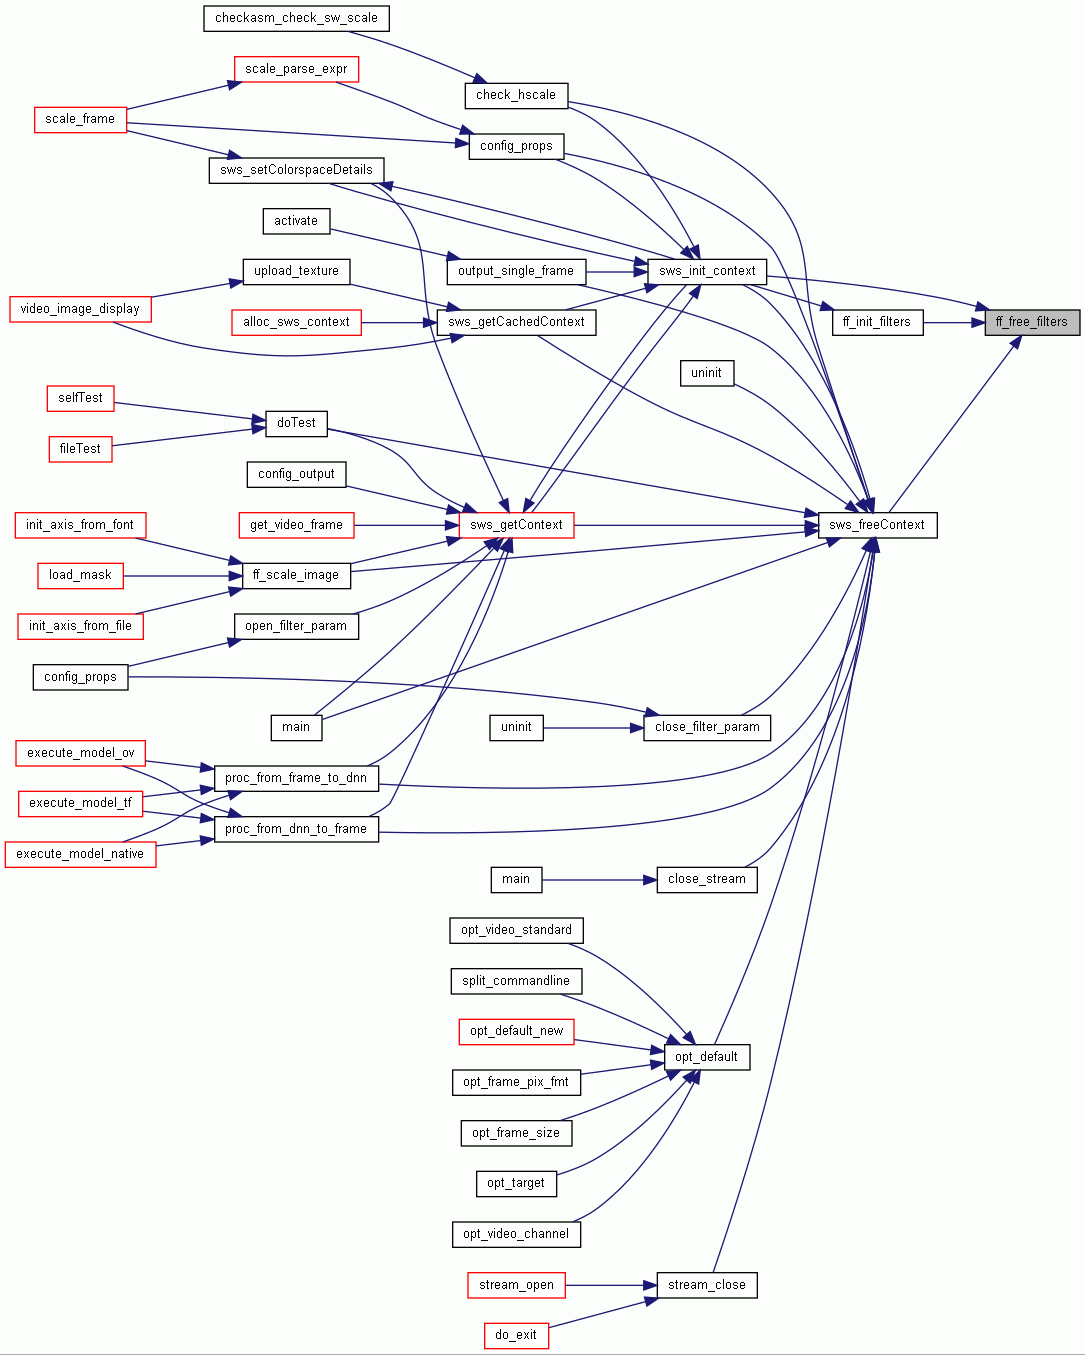 checkasm_check_sw_scale
scale_parse_expr
check_hscale
scale_frame
config_props
sws_setColorspaceDetails
activate
upload_texture
output_single_frame
sws_init_context
video_image_display
alloc_sws_context
sws_getCachedContext
ff_init_filters
ff_free_filters
uninit
selfTest
doTest
fileTest
config_output
init_axis_from_font
get_video_frame
sws_getContext
sws_freeContext
load_mask
ff_scale_image
init_axis_from_file
open_filter_param
config_props
main
uninit
close_filter_param
execute_model_ov
proc_from_frame_to_dnn
execute_model_tf
proc_from_dnn_to_frame
execute_model_native
main
close_stream
opt_video_standard
split_commandline
opt_default_new
opt_default
opt_frame_pix_fmt
opt_frame_size
opt_target
opt_video_channel
stream_open
stream_close
do_exit